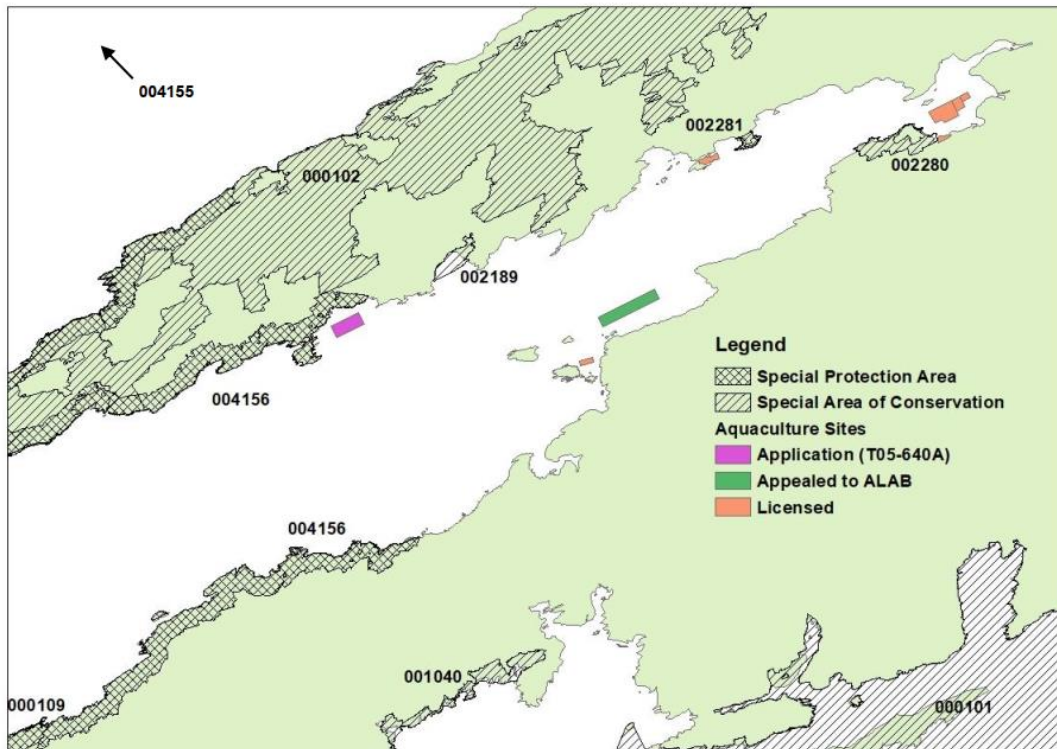 004155
002281
002280
000102
002189
004156
Legend
Special Protection Area
Special Area of Conservation
Aquaculture Sites
Application (T05-640A)
Appealed to ALAB
Licensed
004156
001040
000109
000101